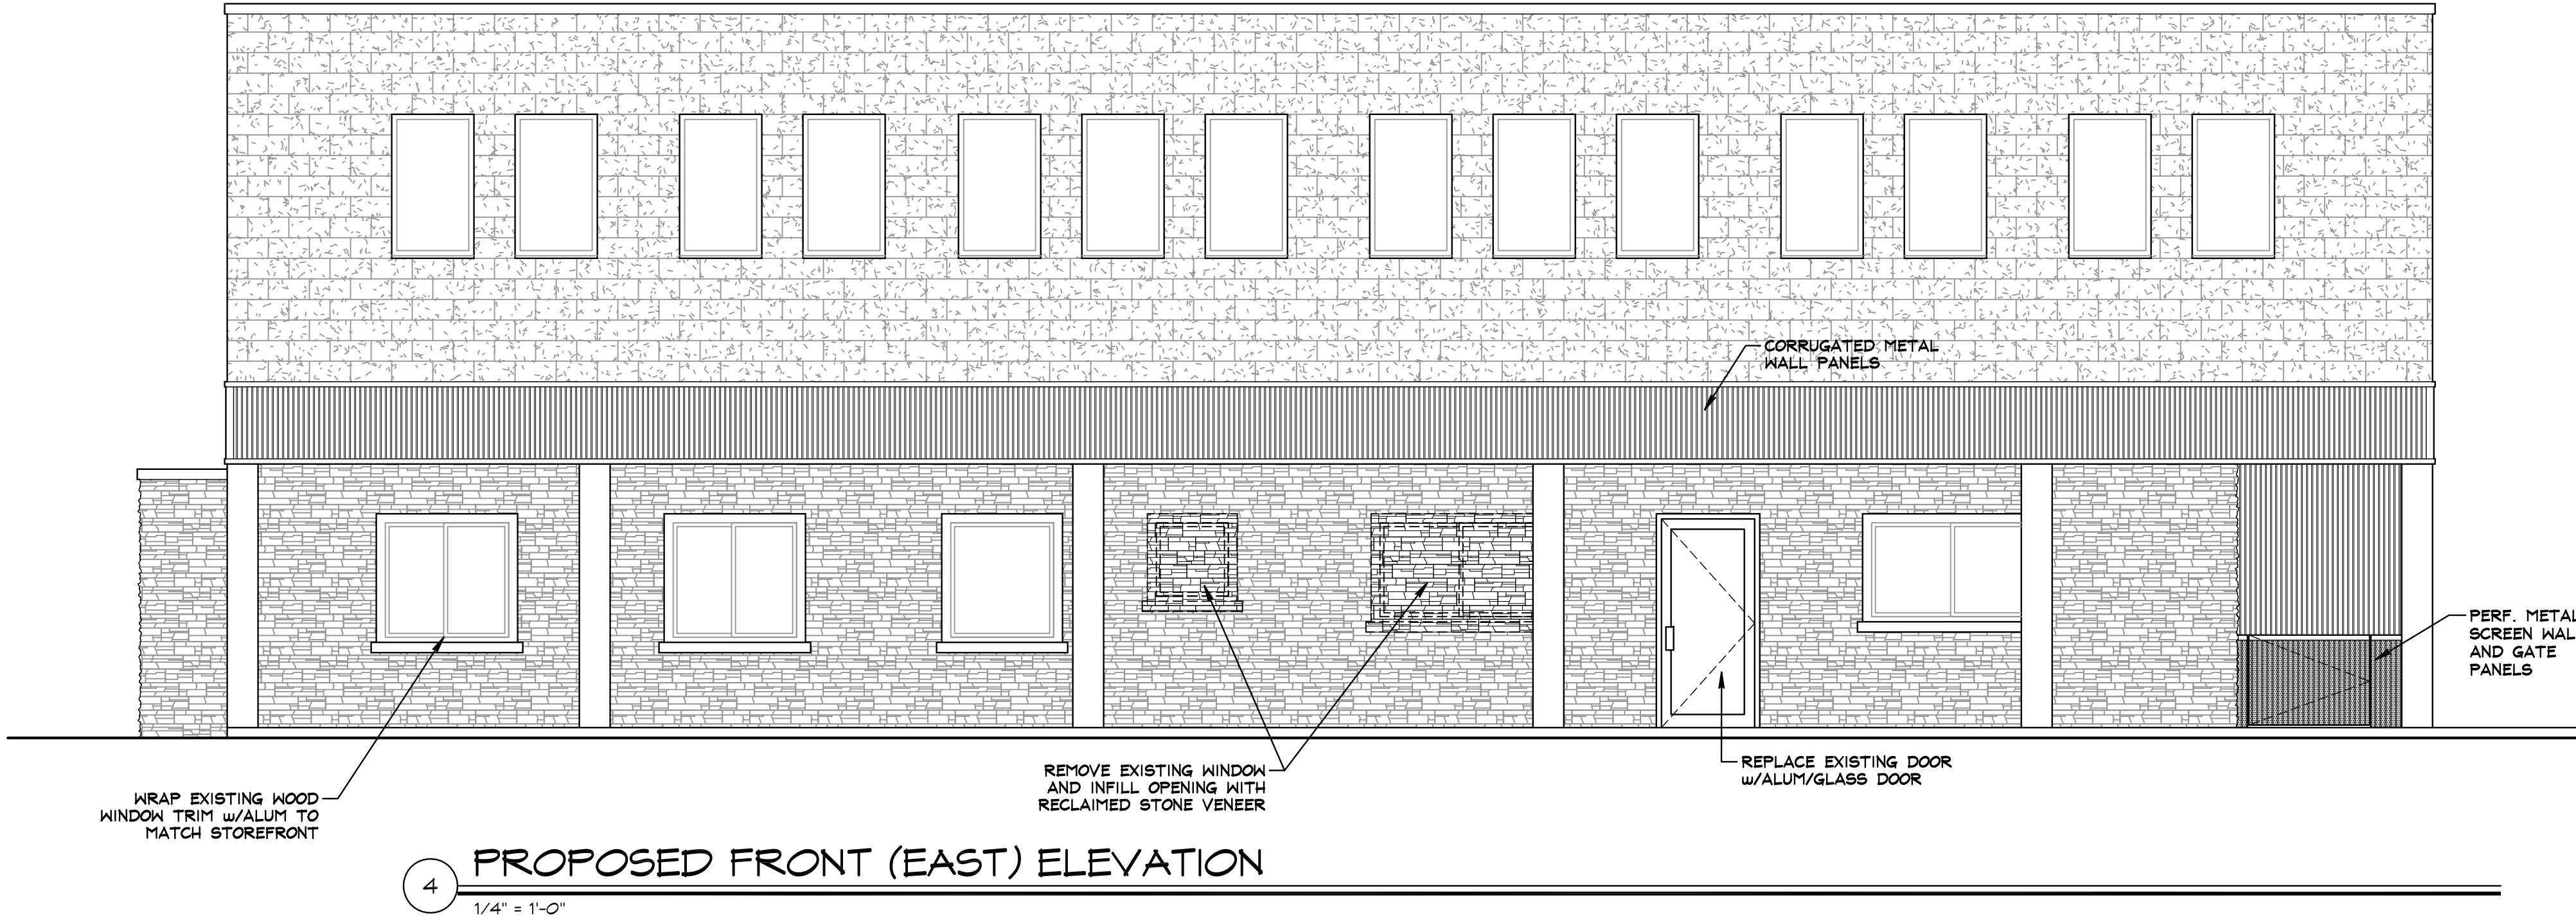 CORRUGATED METAL
WALL PANELS
PERF. METAL
SCREEN WAL
AND GATE
PANELS
REPLACE EXISTING DOOR
w/ALUM/GLASS DOOR
REMOVE EXISTING WINDOW
AND INFILL OPENING WITH
RECLAIMED STONE VENEER
WRAP EXISTING WOOD
WINDOW TRIM w/ALUM TO
MATCH STOREFRONT
4
PROPOSED FRONT (EAST) ELEVATION
1/4" = 1'-0"